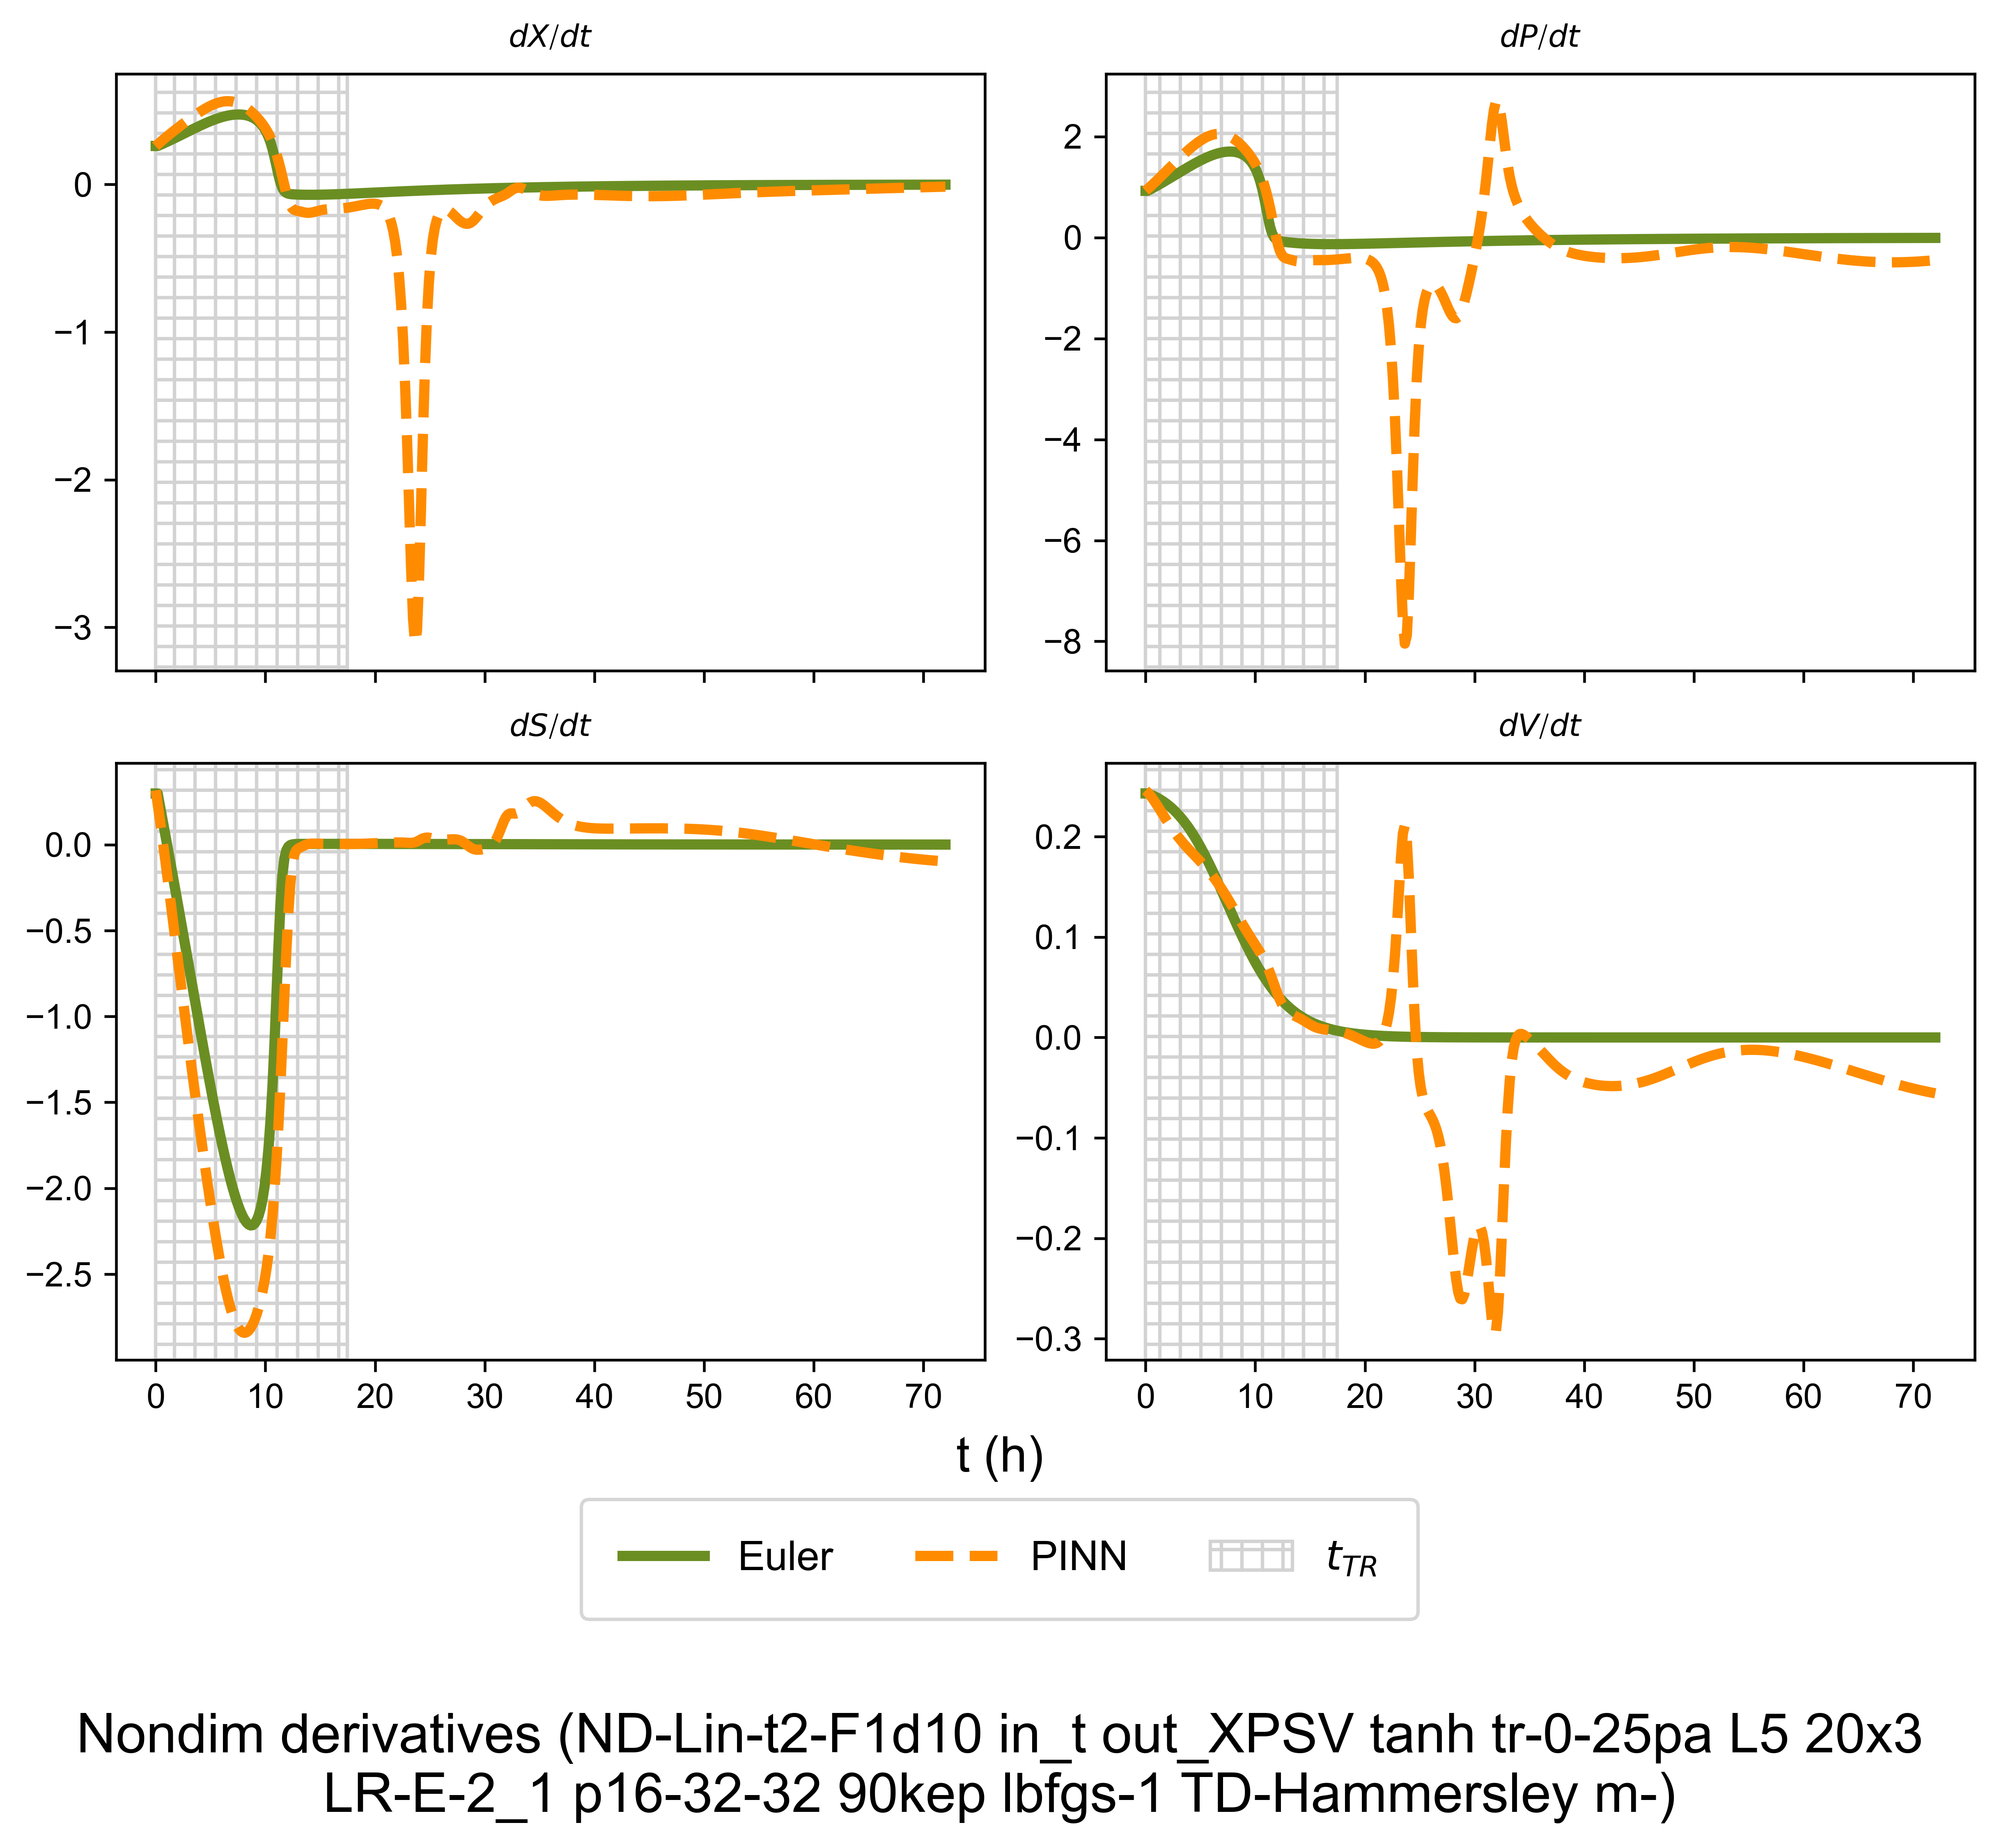 dX/dt
dP/dt
0
−1
−2
−3
2
0
−2
−4
−6
−8
dS/dt
dV/dt
0.0
−0.5
−1.0
−1.5
−2.0
−2.5
0.2
0.1
0.0
−0.1
−0.2
−0.3
0 10 20 30 40 50 60 70
0 10 20 30 40 50 60 70
t (h)
Euler PINN t_{TR}
Nondim derivatives (ND-Lin-t2-F1d10 in_t out_XPSV tanh tr-0-25pa L5 20x3
LR-E-2_1 p16-32-32 90kep lbfgs-1 TD-Hammersley m-)